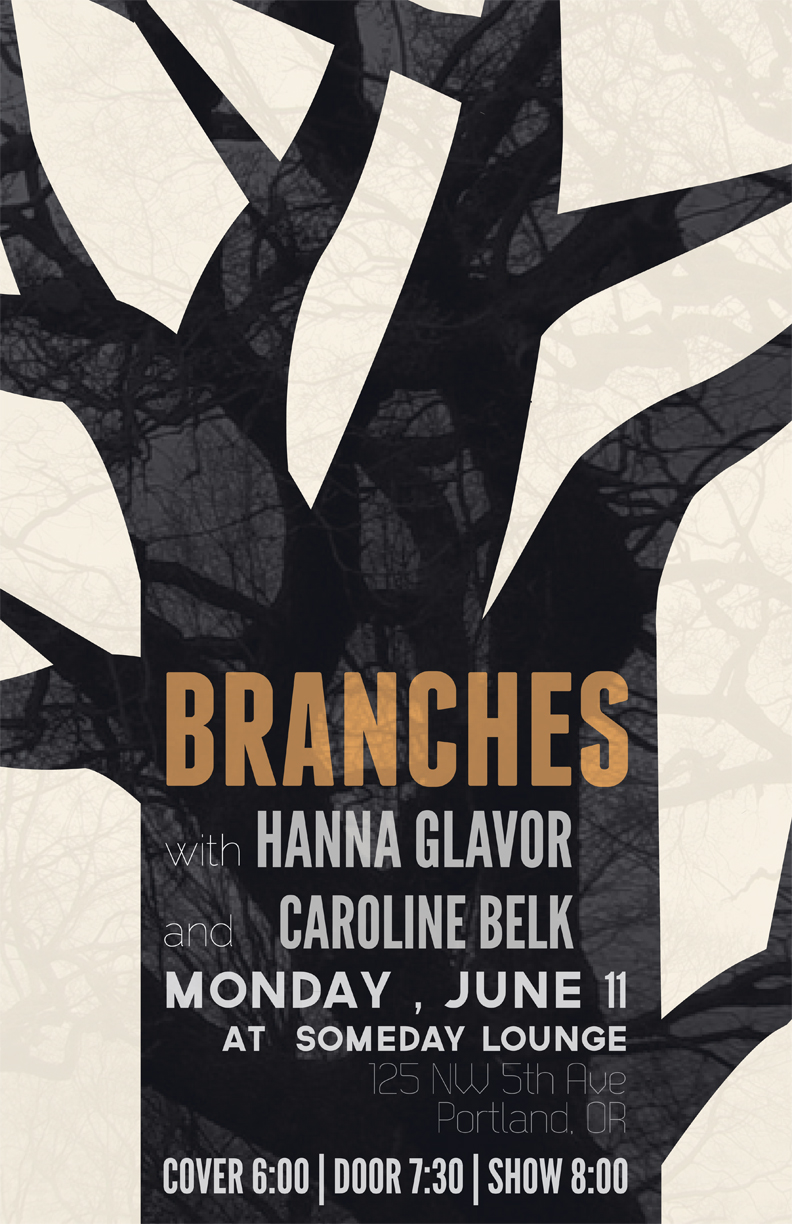 BRANCHES
with HANNA GLAVOR
and CAROLINE BELK
MONDAY , JUNE 11
AT SOMEDAY LOUNGE
125 NW 5th Ave
Portland, OR
COVER 6:00 | DOOR 7:30 | SHOW 8:00